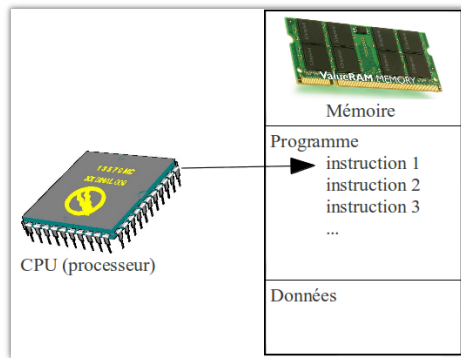 ValueRAM MEMORY
Mémoire
Programme
instruction 1
instruction 2
instruction 3
...
CPU (processeur)
Données